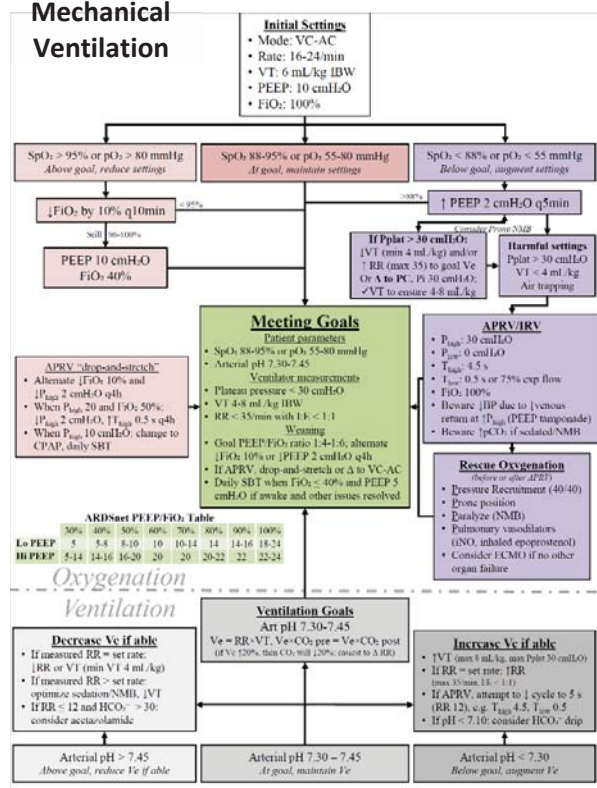 Mechanical
Ventilation
Initial Settings
• Mode: VC-AC
• Rate: 16-24/min
• VT: 6 mL/kg IBW
• PEEP: 10 cmH₂O
• FiO₂: 100%
SpO₂ > 95% or pO₂ > 80 mmHg
Above goal, reduce settings
SpO₂ 88-95% or pO₂ 55-80 mmHg
At goal, maintain settings
SpO₂ < 88% or pO₂ < 55 mmHg
Below goal, augment settings
↓FiO₂ by 10% q10min
< 95%
>88%
↑ PEEP 2 cmH₂O q5min
Still 96-100%
Consider Prone NMB
PEEP 10 cmH₂O
FiO₂ 40%
If Pplat > 30 cmH₂O:
↓VT (min 4 mL/kg) and/or
↑ RR (max 35) to goal Ve
Or Δ to PC, Pi 30 cmH₂O;
✓VT to ensure 4-8 mL/kg
Harmful settings
Pplat > 30 cmH₂O
VT < 4 mL/kg
Air trapping
Meeting Goals
Patient parameters
• SpO₂ 88-95% or pO₂ 55-80 mmHg
• Arterial pH 7.30-7.45
Ventilator measurements
• Plateau pressure < 30 cmH₂O
• VT 4-8 mL/kg IBW
• RR < 35/min with I:E < 1:1
Weaning
• Goal PEEP/FiO₂ ratio 1:4-1:6; alternate
↓FiO₂ 10% or ↓PEEP 2 cmH₂O q4h
• If APRV, drop-and-stretch or Δ to VC-AC
• Daily SBT when FiO₂ ≤ 40% and PEEP 5
cmH₂O if awake and other issues resolved
APRV "drop-and-stretch"
• Alternate ↓FiO₂ 10% and
↓P high 2 cmH₂O q4h
• When P high 20 and FiO₂ 50%:
↓P high 2 cmH₂O, ↑T high 0.5 s q4h
• When P high 10 cmH₂O: change to
CPAP, daily SBT
APRV/IRV
• P high: 30 cmH₂O
• P low: 0 cmH₂O
• T high: 4.5 s
• T low: 0.5 s or 75% exp flow
• FiO₂ 100%
• Beware ↓BP due to ↓venous
return at ↑P high (PEEP tamponade)
• Beware ↑pCO₂ if sedated/NMB
Rescue Oxygenation
(before or after APRV)
• Pressure Recruitment (40/40)
• Prone position
• Paralyze (NMB)
• Pulmonary vasodilators
(iNO, inhaled epoprostenol)
• Consider ECMO if no other
organ failure
ARDSnet PEEP/FiO₂ Table
30% 40% 50% 60% 70% 80% 90% 100%
Lo PEEP 5 5-8 8-10 10 10-14 14 14-16 18-24
Hi PEEP 5-14 14-16 16-20 20 20 20-22 22 22-24
Oxygenation
Ventilation
Ventilation Goals
Art pH 7.30-7.45
Ve = RR×VT, Ve×CO₂ pre = Ve×CO₂ post
(if Ve ↑20%, then CO₂ will ↓20%; easiest to Δ RR)
Decrease Ve if able
• If measured RR = set rate:
↓RR or VT (min VT 4 mL/kg)
• If measured RR > set rate:
optimize sedation/NMB, ↓VT
• If RR ≤ 12 and HCO₃⁻ > 30:
consider acetazolamide
Increase Ve if able
• ↑VT (max 8 mL/kg, max Pplat 30 cmH₂O)
• If RR = set rate: ↑RR
(max 35/min, I:E < 1:1)
• If APRV, attempt to ↓ cycle to 5 s
(RR 12), e.g. T high 4.5, T low 0.5
• If pH < 7.10: consider HCO₃⁻ drip
Arterial pH > 7.45
Above goal, reduce Ve if able
Arterial pH 7.30 – 7.45
At goal, maintain Ve
Arterial pH < 7.30
Below goal, augment Ve